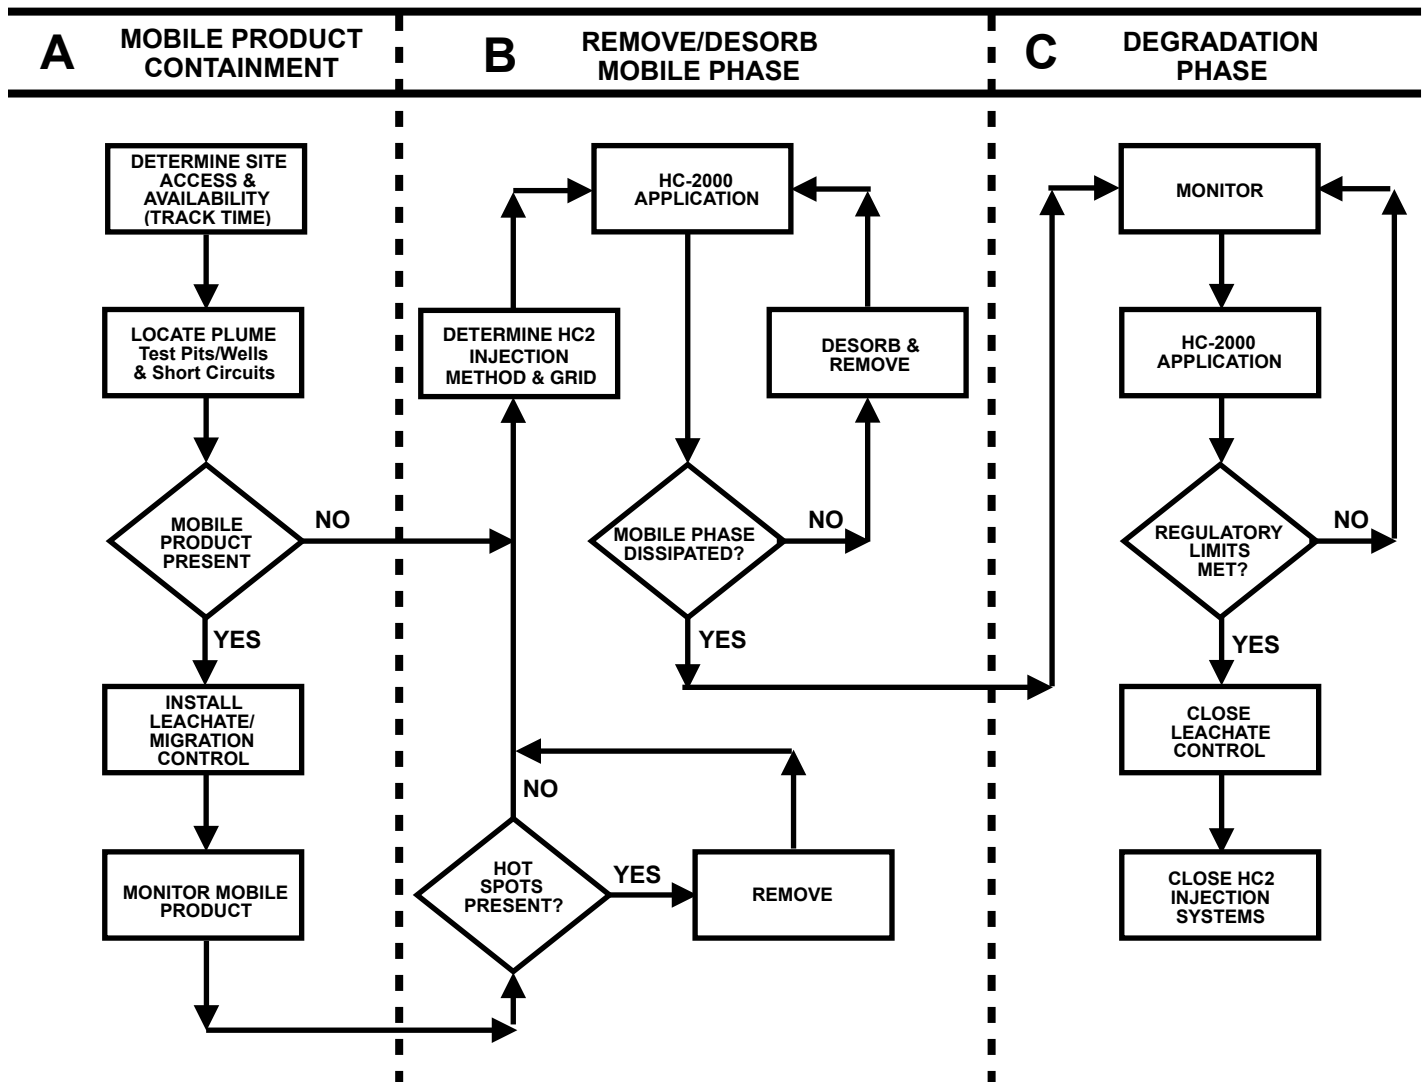 A
MOBILE PRODUCT
CONTAINMENT
B
REMOVE/DESORB
MOBILE PHASE
C
DEGRADATION
PHASE
DETERMINE SITE
ACCESS &
AVAILABILITY
(TRACK TIME)
LOCATE PLUME
Test Pits/Wells
& Short Circuits
MOBILE
PRODUCT
PRESENT
NO
YES
INSTALL
LEACHATE/
MIGRATION
CONTROL
MONITOR MOBILE
PRODUCT
HC-2000
APPLICATION
DETERMINE HC2
INJECTION
METHOD & GRID
DESORB &
REMOVE
MOBILE PHASE
DISSIPATED?
NO
YES
NO
HOT
SPOTS
PRESENT?
YES
REMOVE
MONITOR
HC-2000
APPLICATION
REGULATORY
LIMITS
MET?
NO
YES
CLOSE
LEACHATE
CONTROL
CLOSE HC2
INJECTION
SYSTEMS